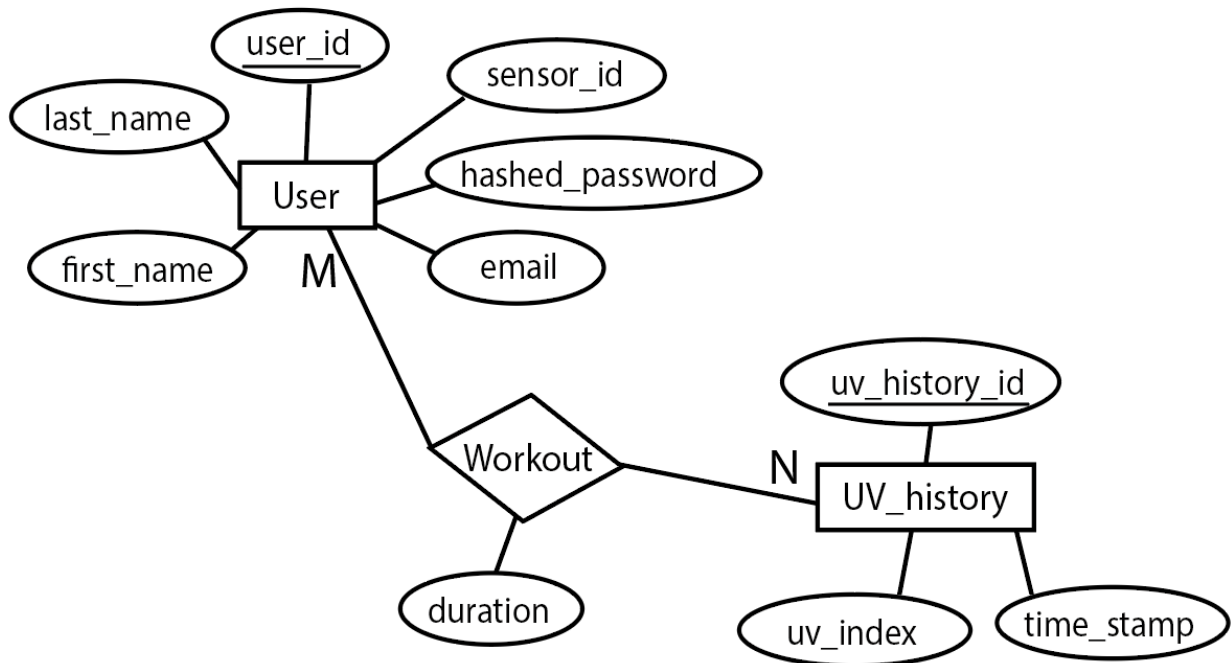 user_id
sensor_id
last_name
hashed_password
User
first_name
email
M
uv_history_id
Workout
N
UV_history
duration
uv_index
time_stamp